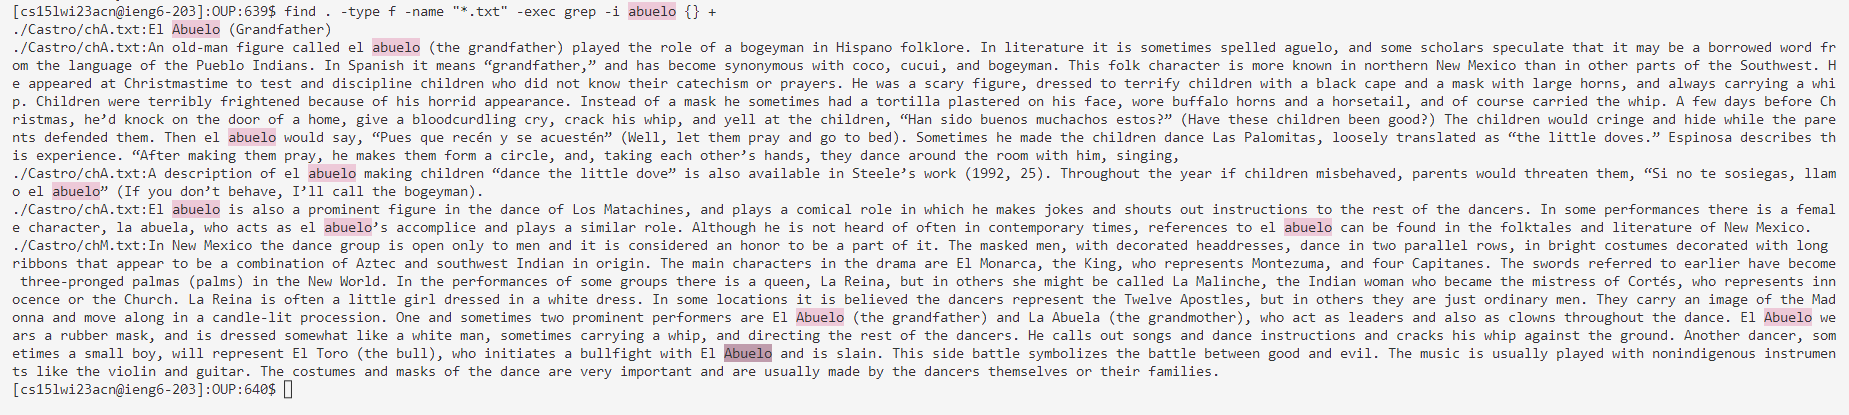 [cs15lwi23acn@ieng6-203]:OUP:639$ find . -type f -name "*.txt" -exec grep -i abuelo {} +
./Castro/chA.txt:El Abuelo (Grandfather)
./Castro/chA.txt:An old-man figure called el abuelo (the grandfather) played the role of a bogeyman in Hispano folklore. In literature it is sometimes spelled aguelo, and some scholars speculate that it may be a borrowed word fr
om the language of the Pueblo Indians. In Spanish it means “grandfather,” and has become synonymous with coco, cucui, and bogeyman. This folk character is more known in northern New Mexico than in other parts of the Southwest. H
e appeared at Christmastime to test and discipline children who did not know their catechism or prayers. He was a scary figure, dressed to terrify children with a black cape and a mask with large horns, and always carrying a whi
p. Children were terribly frightened because of his horrid appearance. Instead of a mask he sometimes had a tortilla plastered on his face, wore buffalo horns and a horsetail, and of course carried the whip. A few days before Ch
ristmas, he’d knock on the door of a home, give a bloodcurdling cry, crack his whip, and yell at the children, “Han sido buenos muchachos estos?” (Have these children been good?) The children would cringe and hide while the pare
nts defended them. Then el abuelo would say, “Pues que recén y se acuestén” (Well, let them pray and go to bed). Sometimes he made the children dance Las Palomitas, loosely translated as “the little doves.” Espinosa describes th
is experience. “After making them pray, he makes them form a circle, and, taking each other’s hands, they dance around the room with him, singing,
./Castro/chA.txt:A description of el abuelo making children “dance the little dove” is also available in Steele’s work (1992, 25). Throughout the year if children misbehaved, parents would threaten them, “Si no te sosiegas, llam
o el abuelo” (If you don’t behave, I’ll call the bogeyman).
./Castro/chA.txt:El abuelo is also a prominent figure in the dance of Los Matachines, and plays a comical role in which he makes jokes and shouts out instructions to the rest of the dancers. In some performances there is a femal
e character, la abuela, who acts as el abuelo’s accomplice and plays a similar role. Although he is not heard of often in contemporary times, references to el abuelo can be found in the folktales and literature of New Mexico.
./Castro/chM.txt:In New Mexico the dance group is open only to men and it is considered an honor to be a part of it. The masked men, with decorated headdresses, dance in two parallel rows, in bright costumes decorated with long
ribbons that appear to be a combination of Aztec and southwest Indian in origin. The main characters in the drama are El Monarca, the King, who represents Montezuma, and four Capitanes. The swords referred to earlier have become
three-pronged palmas (palms) in the New World. In the performances of some groups there is a queen, La Reina, but in others she might be called La Malinche, the Indian woman who became the mistress of Cortés, who represents inn
ocence or the Church. La Reina is often a little girl dressed in a white dress. In some locations it is believed the dancers represent the Twelve Apostles, but in others they are just ordinary men. They carry an image of the Mad
onna and move along in a candle-lit procession. One and sometimes two prominent performers are El Abuelo (the grandfather) and La Abuela (the grandmother), who act as leaders and also as clowns throughout the dance. El Abuelo we
ars a rubber mask, and is dressed somewhat like a white man, sometimes carrying a whip, and directing the rest of the dancers. He calls out songs and dance instructions and cracks his whip against the ground. Another dancer, som
etimes a small boy, will represent El Toro (the bull), who initiates a bullfight with El Abuelo and is slain. This side battle symbolizes the battle between good and evil. The music is usually played with nonindigenous instrumen
ts like the violin and guitar. The costumes and masks of the dance are very important and are usually made by the dancers themselves or their families.
[cs15lwi23acn@ieng6-203]:OUP:640$